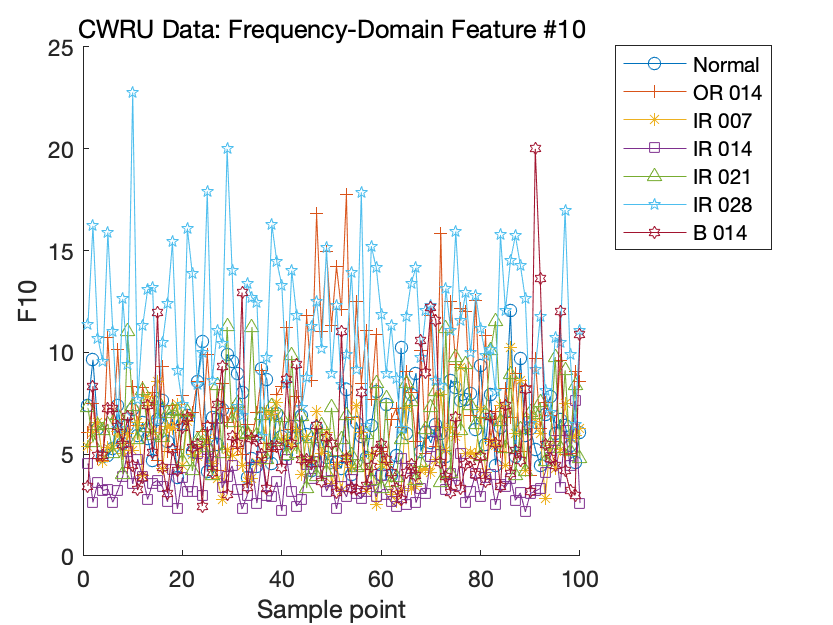 CWRU Data: Frequency-Domain Feature #10
25
20
15
10
5
0
F10
0 20 40 60 80 100
Sample point
Normal
OR 014
IR 007
IR 014
IR 021
IR 028
B 014